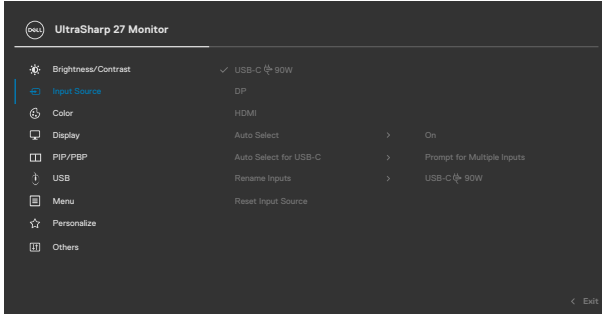 DELL UltraSharp 27 Monitor
Brightness/Contrast ✓ USB-C 90W
Input Source DP
Color HDMI
Display Auto Select > On
PIP/PBP Auto Select for USB-C > Prompt for Multiple Inputs
USB Rename Inputs > USB-C 90W
Menu Reset Input Source
Personalize
Others
< Exit